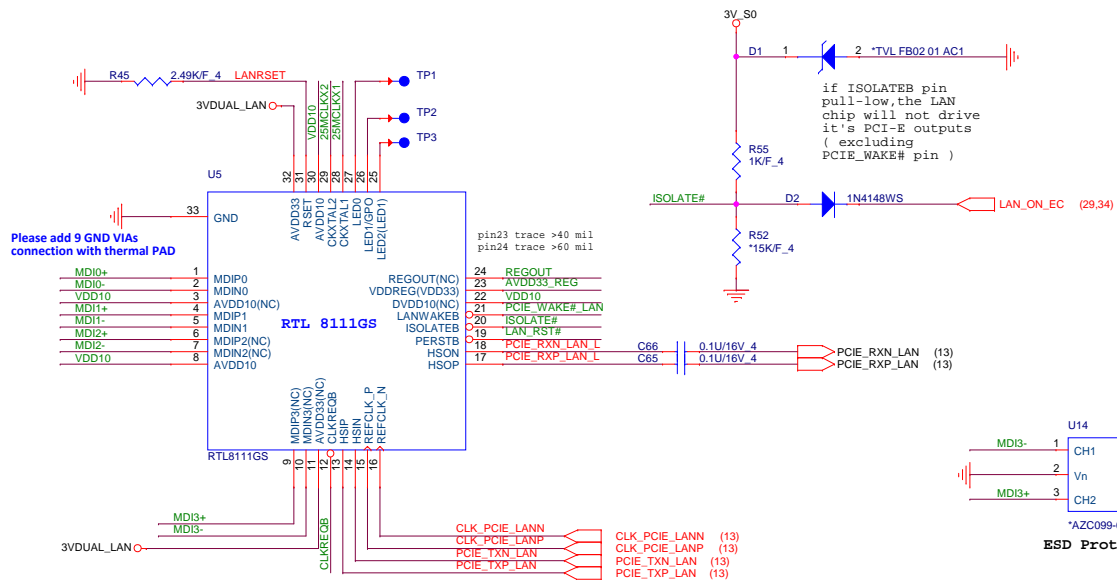 3V_S0
D1 1 2 *TVL FB02 01 AC1
if ISOLATEB pin
pull-low,the LAN
chip will not drive
it's PCI-E outputs
( excluding
PCIE_WAKE# pin )
R55
1K/F_4
ISOLATE#
D2 1N4148WS
LAN_ON_EC (29,34)
R52
*15K/F_4
R45 2.49K/F_4 LANRSET
3VDUAL_LAN
VDD10
25MCLKX2
25MCLKX1
TP1
TP2
TP3
U5
32
31
30
29
28
27
26
25
AVDD33
RSET
AVDD10
CKXTAL2
CKXTAL1
LED0
LED1/GPO
LED2(LED1)
33 GND
Please add 9 GND VIAs
connection with thermal PAD
pin23 trace >40 mil
pin24 trace >60 mil
MDI0+ 1 MDIP0
MDI0- 2 MDIN0
VDD10 3 AVDD10(NC)
MDI1+ 4 MDIP1
MDI1- 5 MDIN1
MDI2+ 6 MDIP2(NC)
MDI2- 7 MDIN2(NC)
VDD10 8 AVDD10
RTL 8111GS
REGOUT(NC) 24 REGOUT
VDDREG(VDD33) 23 AVDD33_REG
DVDD10(NC) 22 VDD10
LANWAKEB 21 PCIE_WAKE#_LAN
ISOLATEB 20 ISOLATE#
PERSTB 19 LAN_RST#
HSON 18 PCIE_RXN_LAN_L
HSOP 17 PCIE_RXP_LAN_L
C66 0.1U/16V_4 PCIE_RXN_LAN (13)
C65 0.1U/16V_4 PCIE_RXP_LAN (13)
MDIP3(NC)
MDIN3(NC)
AVDD33(NC)
CLKREQB
HSIP
HSIN
REFCLK_P
REFCLK_N
RTL8111GS
9
10
11
12
13
14
15
16
MDI3+
MDI3-
3VDUAL_LAN
CLKREQB
CLK_PCIE_LANN CLK_PCIE_LANN (13)
CLK_PCIE_LANP CLK_PCIE_LANP (13)
PCIE_TXN_LAN PCIE_TXN_LAN (13)
PCIE_TXP_LAN PCIE_TXP_LAN (13)
U14
MDI3- 1 CH1
2 Vn
MDI3+ 3 CH2
*AZC099-
ESD Prot